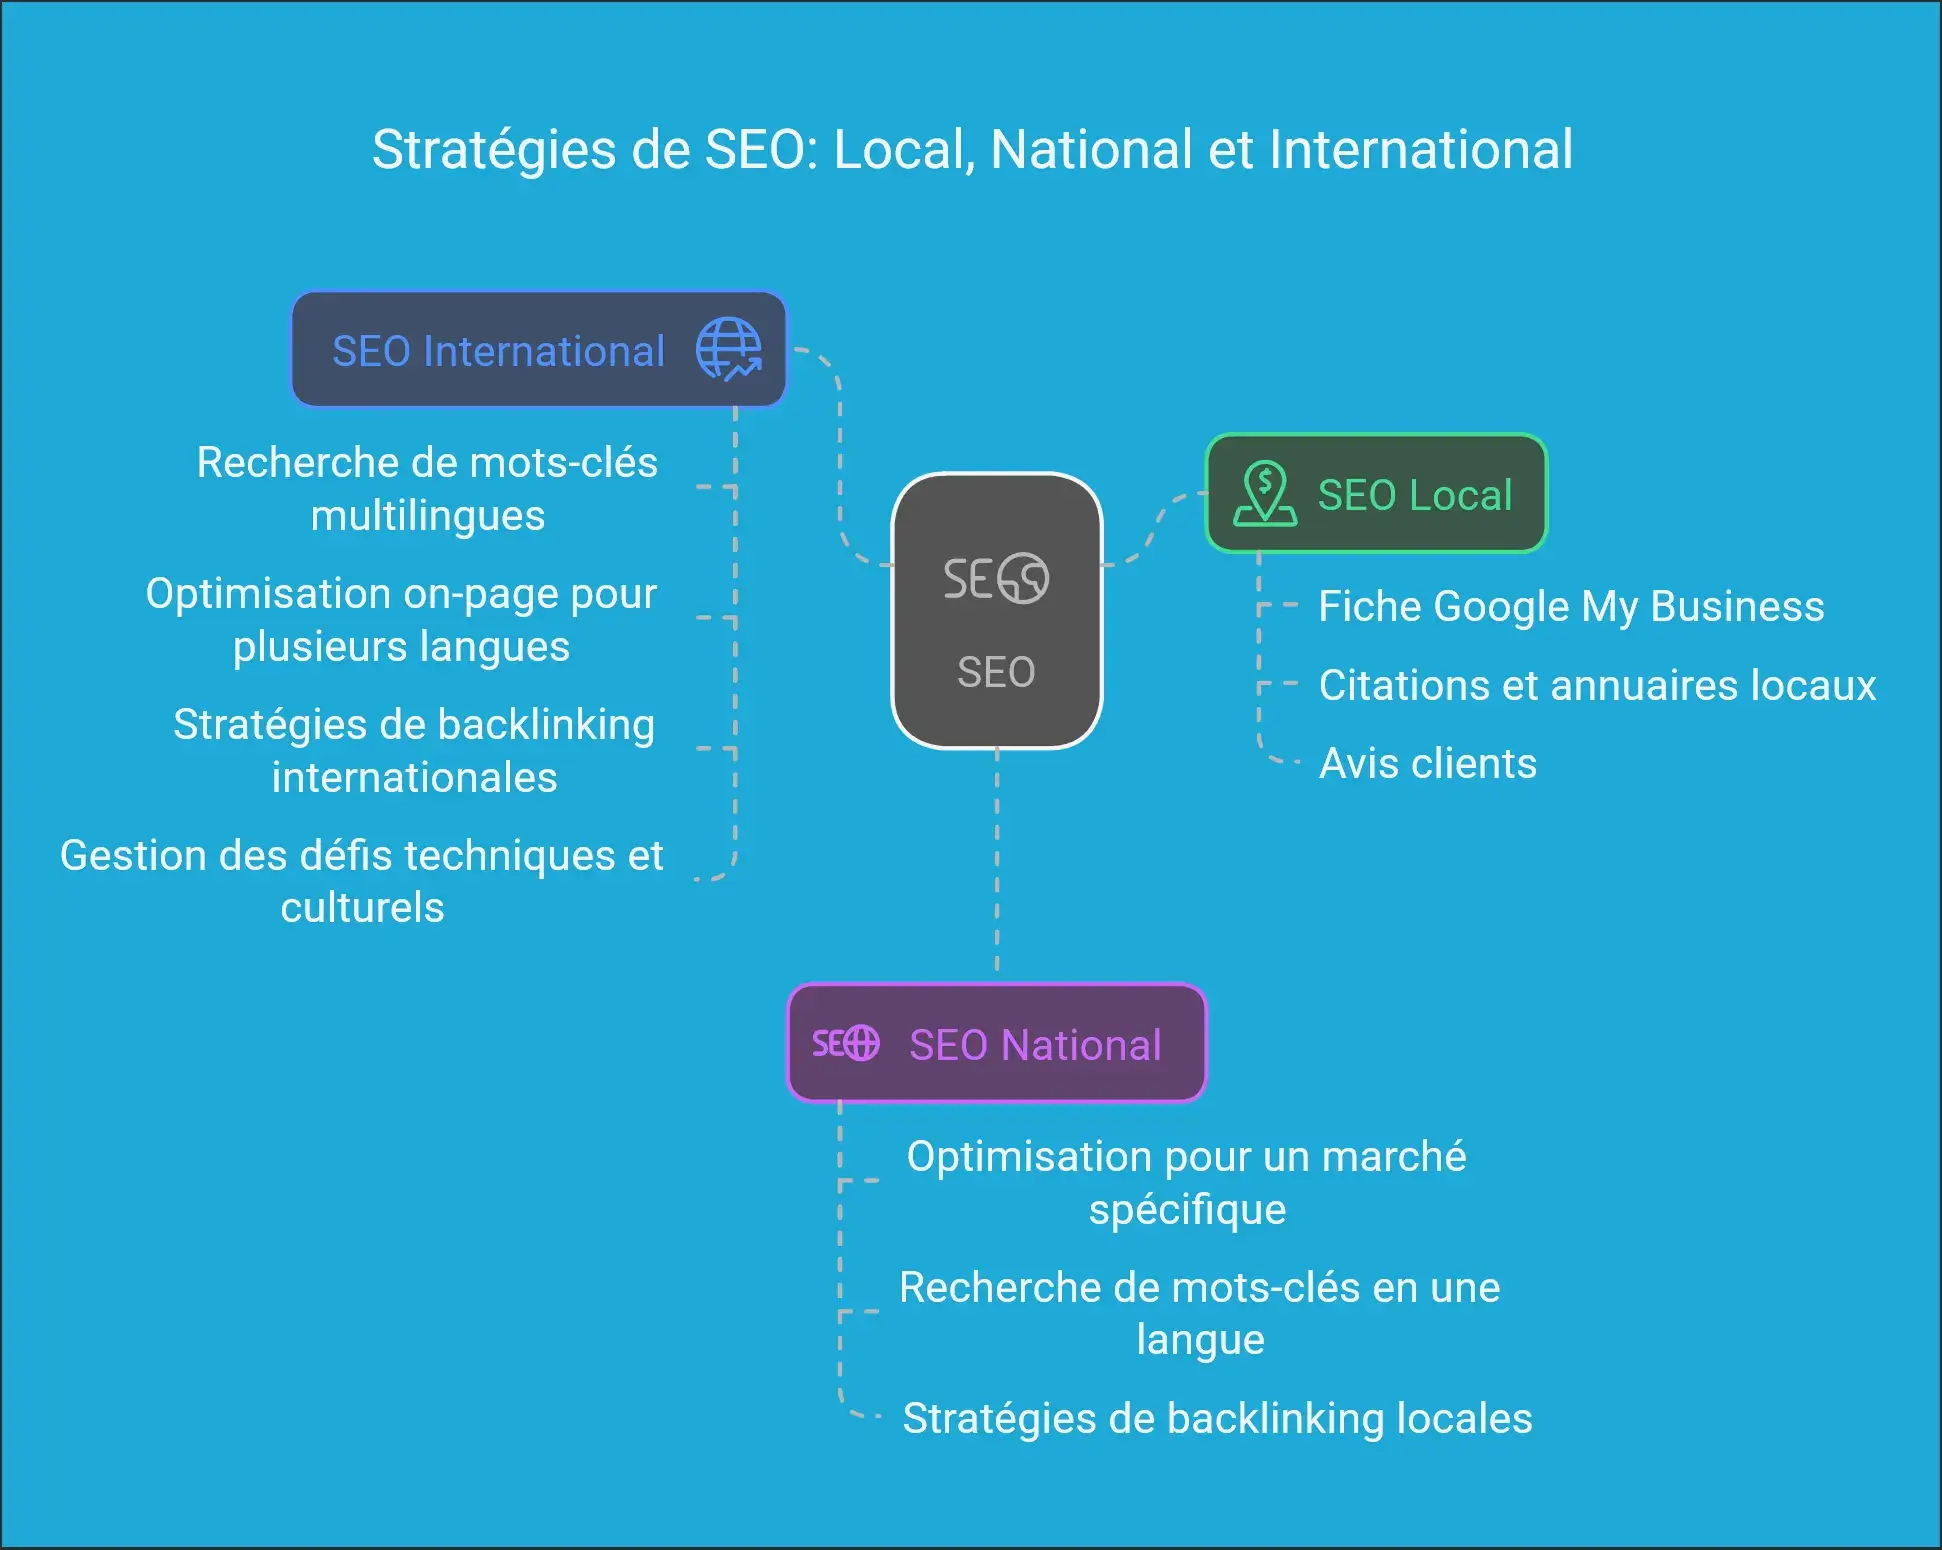 Stratégies de SEO: Local, National et International
SEO International
Recherche de mots-clés
multilingues
Optimisation on-page pour
plusieurs langues
Stratégies de backlinking
internationales
Gestion des défis techniques et
culturels
SEO
SEO
SEO Local
Fiche Google My Business
Citations et annuaires locaux
Avis clients
SEO
SEO National
Optimisation pour un marché
spécifique
Recherche de mots-clés en une
langue
Stratégies de backlinking locales